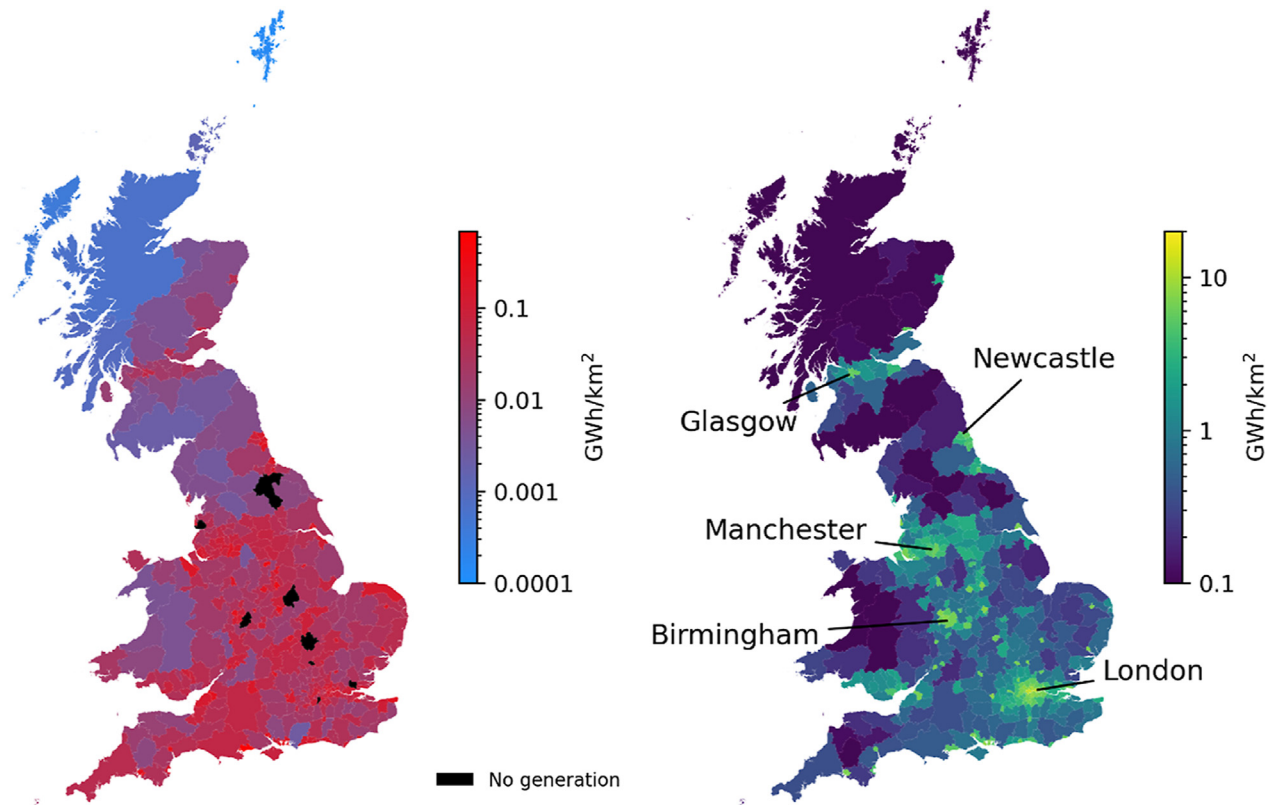 0.1
0.01
0.001
0.0001
GWh/km²
No generation
Newcastle
Glasgow
Manchester
Birmingham
London
10
1
0.1
GWh/km²